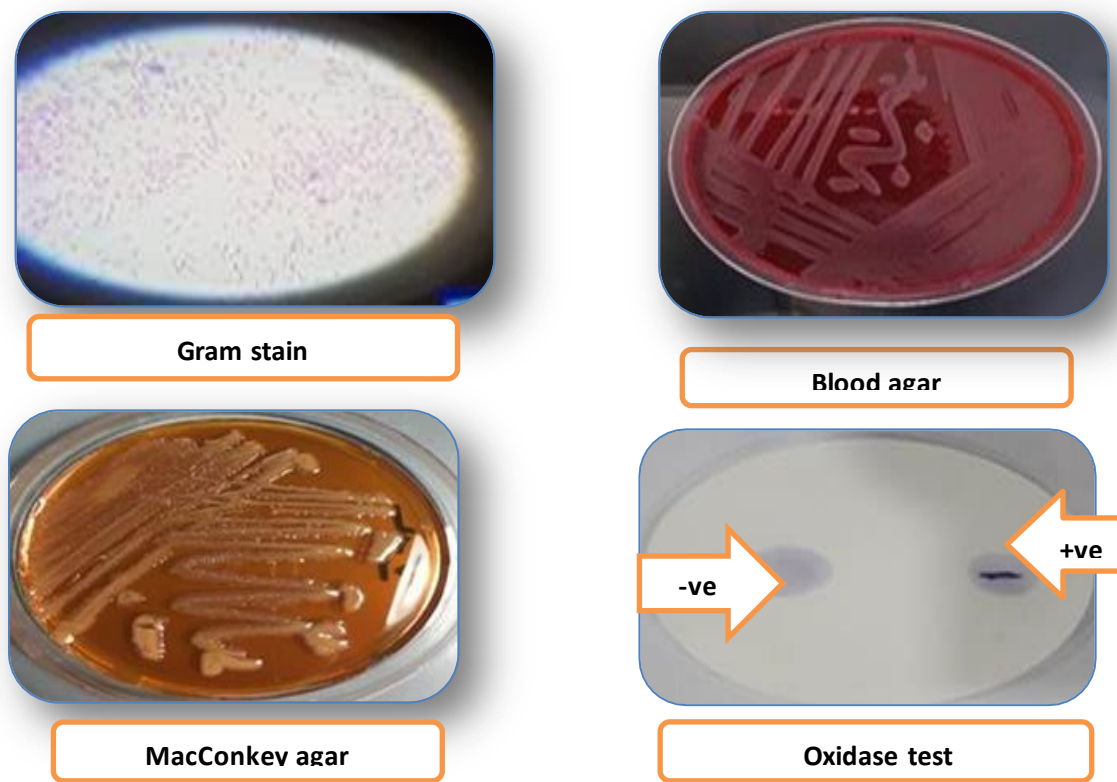 Gram stain
Blood agar
-ve
+ve
MacConkey agar
Oxidase test